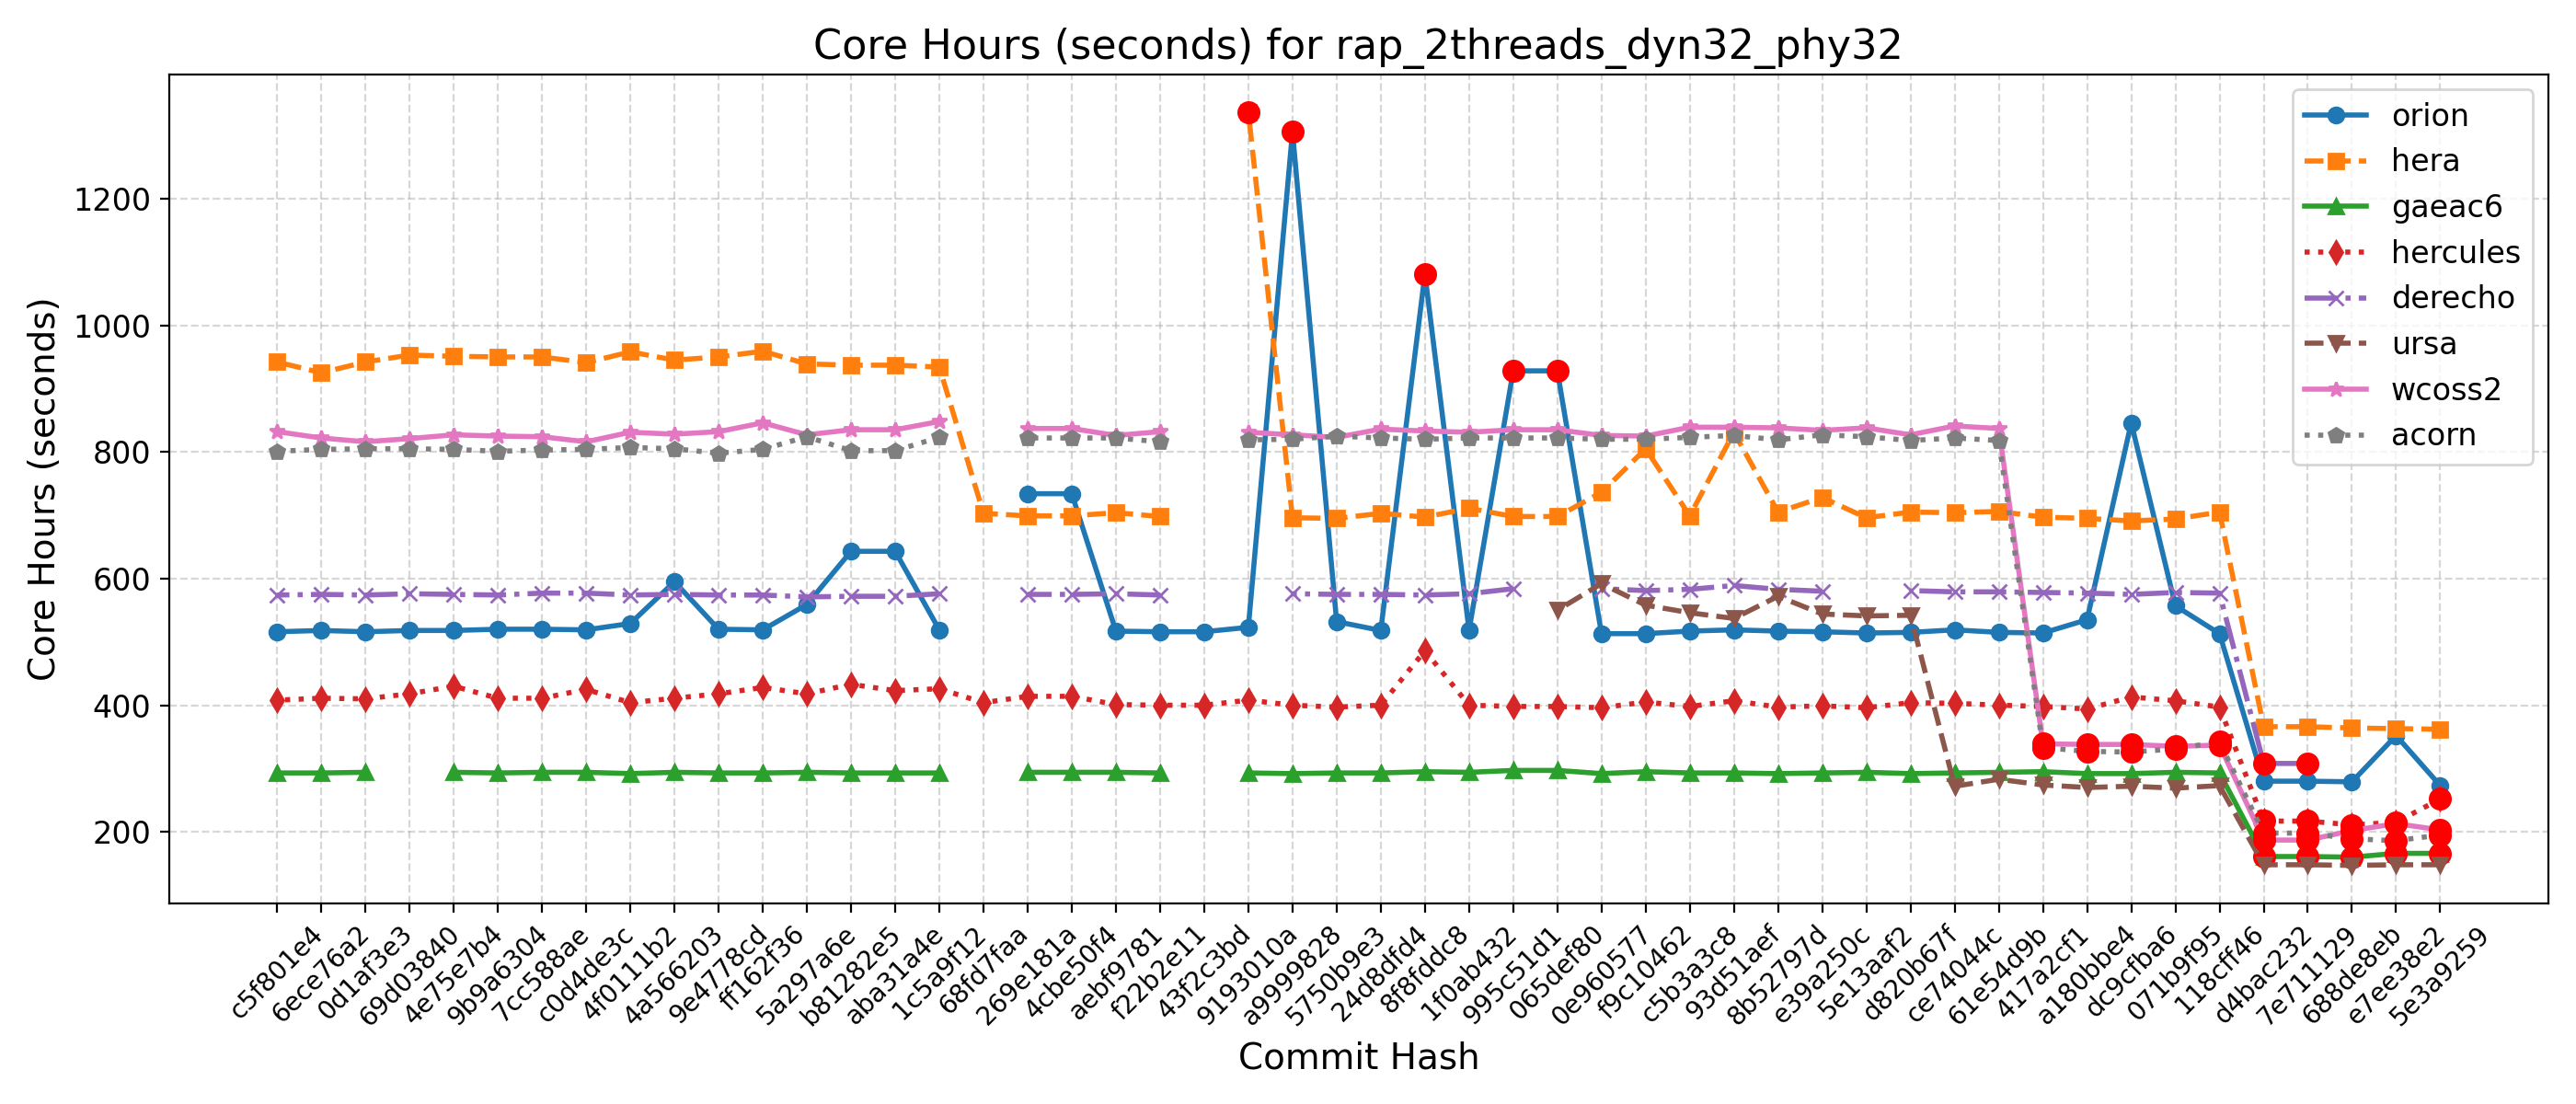 Core Hours (seconds) for rap_2threads_dyn32_phy32
Core Hours (seconds)
1200
1000
800
600
400
200
orion
hera
gaeac6
hercules
derecho
ursa
wcoss2
acorn
c5f801e4
6ece76a2
0d1af3e3
69d03840
4e75e7b4
9b9a6304
7cc588ae
c0d4de3c
4f0111b2
4a566203
9e4778cd
ff162f36
5a297a6e
b81282e5
aba31a4e
1c5a9f12
68fd7faa
269e181a
4cbe50f4
aebf9781
f22b2e11
43f2c3bd
9193010a
a9999828
5750b9e3
24d8dfd4
8f8fddc8
1f0ab432
995c51d1
065def80
0e960577
f9c10462
c5b3a3c8
93d51aef
8b52797d
e39a250c
5e13aaf2
d820b67f
ce74044c
61e54d9b
417a2cf1
a180bbe4
dc9cfba6
071b9f95
118cff46
d4bac232
7e711129
688de8eb
e7ee38e2
5e3a9259
Commit Hash